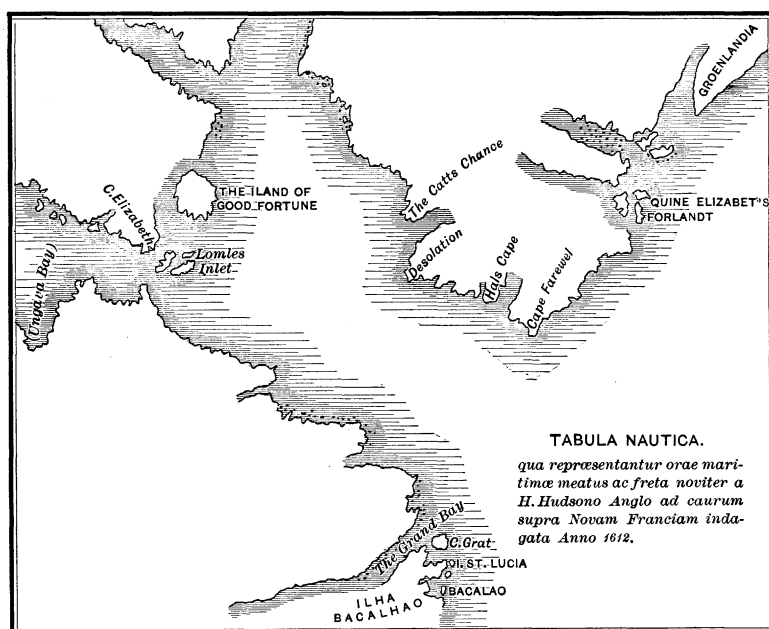 GROENLANDIA
The Catts Chance
THE ILAND OF
GOOD FORTUNE
QUINE ELIZABET'S
FORLANDT
C. Elizabeth
Lomles
Inlet
Desolation
Hals Cape
Cape Farewel
(Ungava Bay)
TABULA NAUTICA.
qua repræsentantur orae mari-
timæ meatus ac freta noviter a
H. Hudsono Anglo ad caurum
supra Novam Franciam inda-
gata Anno 1612.
The Grand Bay
C. Grat
I. ST. LUCIA
BACALAO
ILHA
BACALHAO